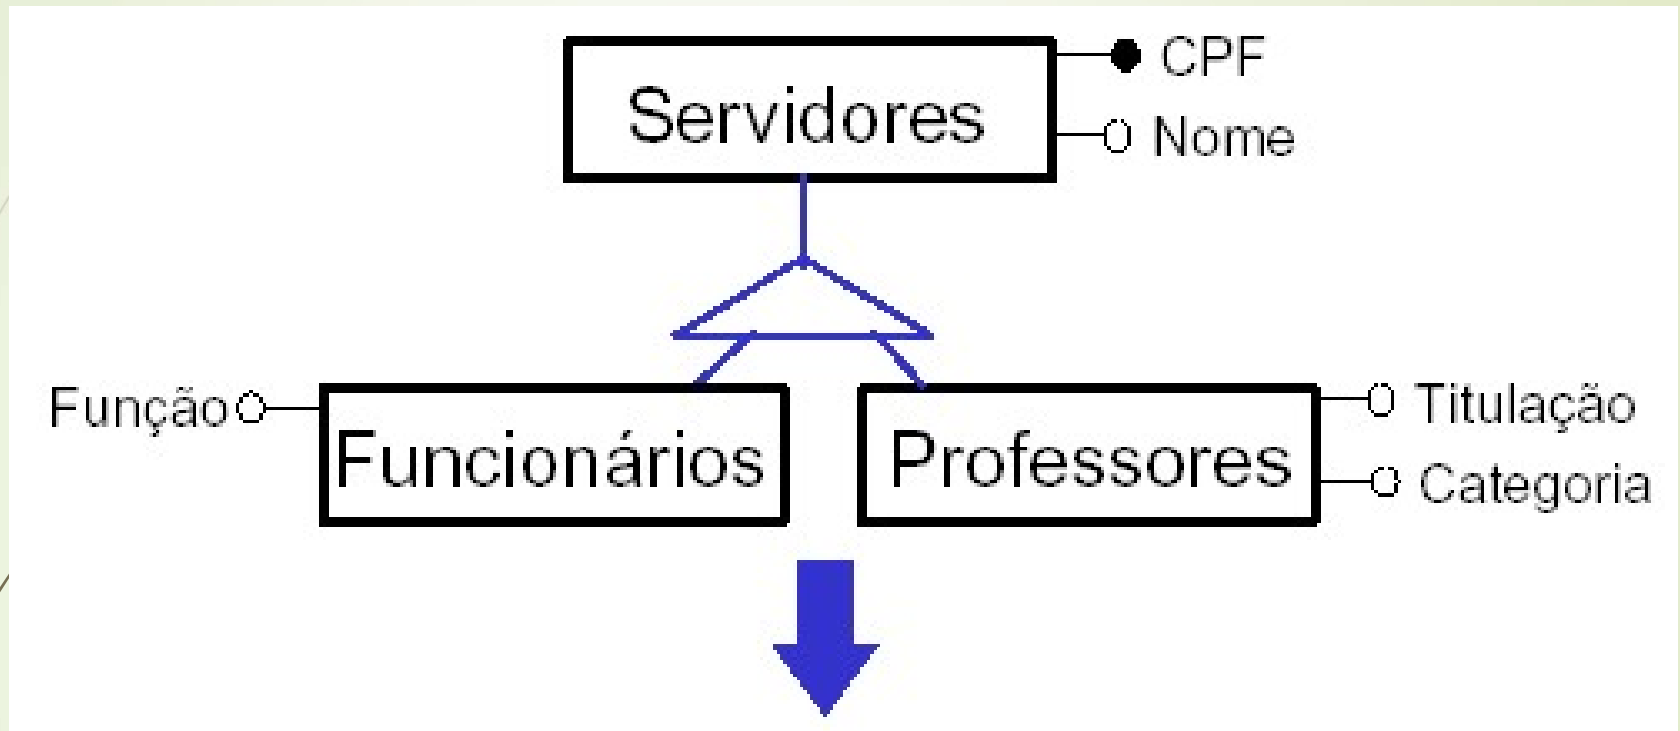 CPF
Servidores
Nome
Função
Funcionários
Professores
Titulação
Categoria